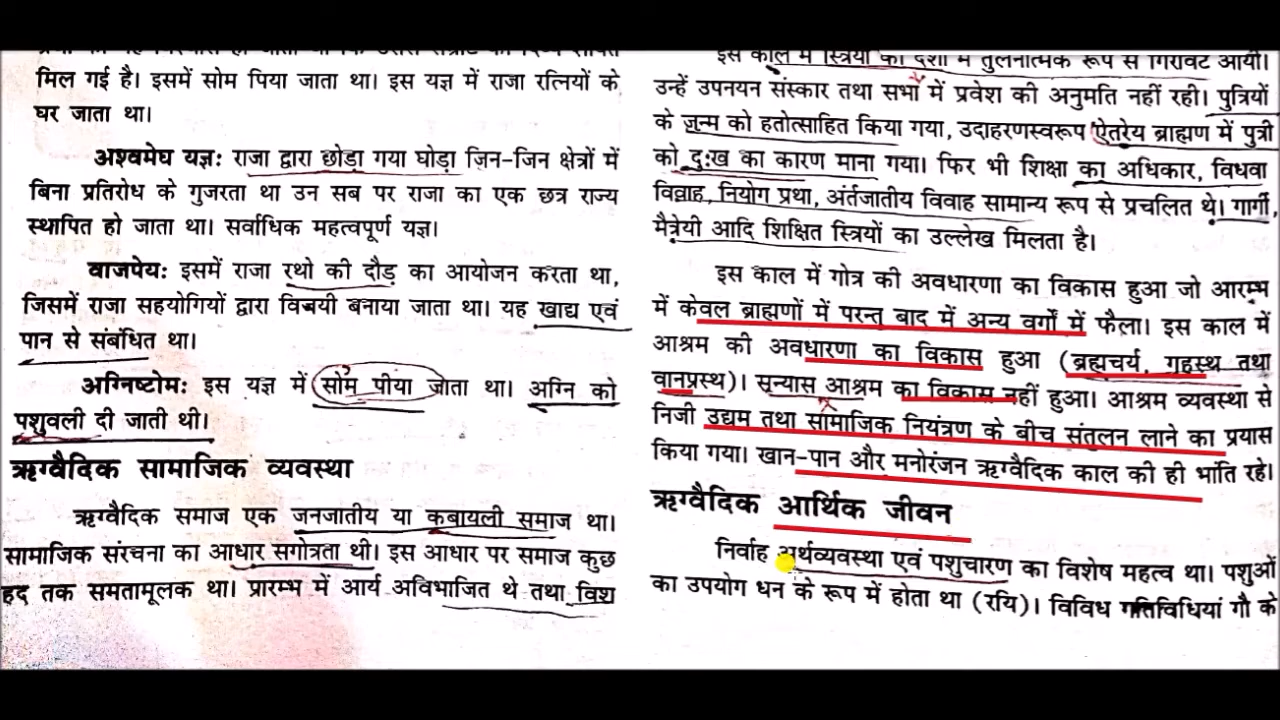 मिल गई है। इसमें सोम पिया जाता था। इस यज्ञ में राजा रत्नियों के
घर जाता था।
अश्वमेघ यज्ञ: राजा द्वारा छोड़ा गया घोड़ा जिन-जिन क्षेत्रों में
बिना प्रतिरोध के गुजरता था उन सब पर राजा का एक छत्र राज्य
स्थापित हो जाता था। सर्वाधिक महत्वपूर्ण यज्ञ।
वाजपेय: इसमें राजा रथो की दौड़ का आयोजन करता था,
जिसमें राजा सहयोगियों द्वारा विजयी बनाया जाता था। यह खाद्य एवं
पान से संबंधित था।
अग्निष्टोम: इस यज्ञ में सोम पीया जाता था। अग्नि को
पशुवली दी जाती थी।
ऋग्वैदिक सामाजिक व्यवस्था
ऋग्वैदिक समाज एक जनजातीय या कबायली समाज था।
सामाजिक संरचना का आधार सगोत्रता थी। इस आधार पर समाज कुछ
हद तक समतामूलक था। प्रारम्भ में आर्य अविभाजित थे तथा विश
इस काल में स्त्रियों की दशा में तुलनात्मक रूप से गिरावट आयी।
उन्हें उपनयन संस्कार तथा सभा में प्रवेश की अनुमति नहीं रही। पुत्रियों
के जन्म को हतोत्साहित किया गया, उदाहरणस्वरूप ऐतरेय ब्राह्मण में पुत्री
को दु:ख का कारण माना गया। फिर भी शिक्षा का अधिकार, विधवा
विवाह, नियोग प्रथा, अंर्तजातीय विवाह सामान्य रूप से प्रचलित थे। गार्गी,
मैत्रेयी आदि शिक्षित स्त्रियों का उल्लेख मिलता है।
इस काल में गोत्र की अवधारणा का विकास हुआ जो आरम्भ
में केवल ब्राह्मणों में परन्तु बाद में अन्य वर्गों में फैला। इस काल में
आश्रम की अवधारणा का विकास हुआ (ब्रह्मचर्य, गृहस्थ तथा
वानप्रस्थ)। सन्यास आश्रम का विकास नहीं हुआ। आश्रम व्यवस्था से
निजी उद्यम तथा सामाजिक नियंत्रण के बीच संतुलन लाने का प्रयास
किया गया। खान-पान और मनोरंजन ऋग्वैदिक काल की ही भांति रहे।
ऋग्वैदिक आर्थिक जीवन
निर्वाह अर्थव्यवस्था एवं पशुचारण का विशेष महत्व था। पशुओं
का उपयोग धन के रूप में होता था (रयि)। विविध गतिविधियां गौ के